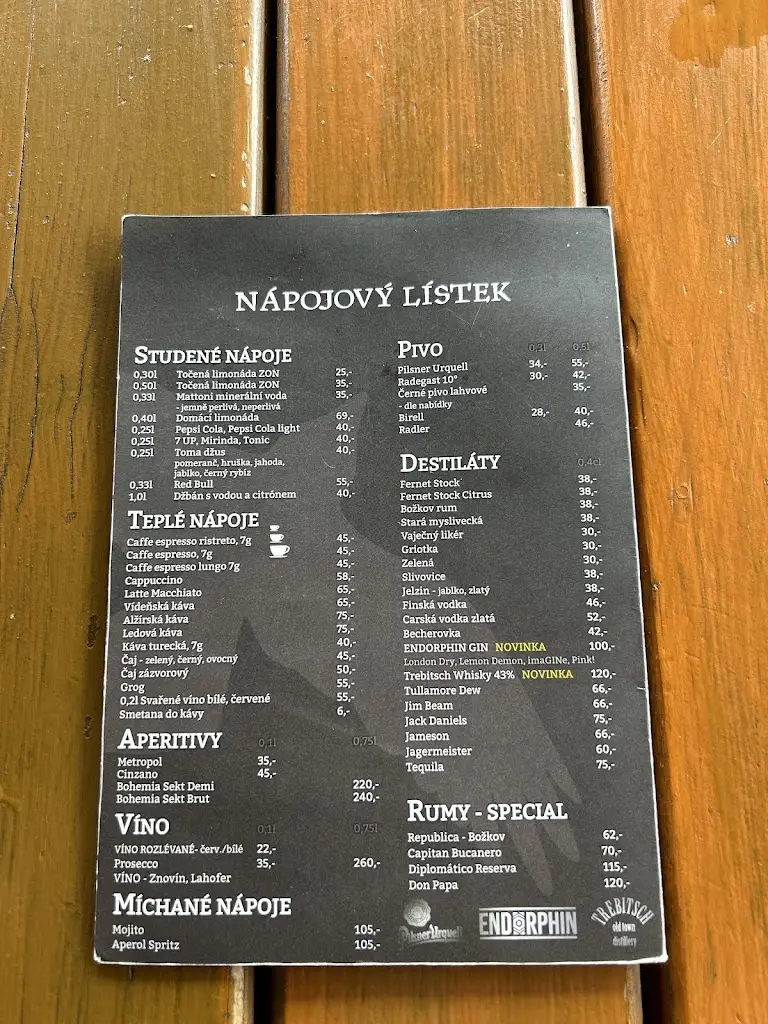 NÁPOJOVÝ LÍSTEK
STUDENÉ NÁPOJE
0,30l Točená limonáda ZON 25,-
0,50l Točená limonáda ZON 35,-
0,33l Mattoni minerální voda 35,-
- jemně perlivá, neperlivá
0,40l Domácí limonáda 69,-
0,25l Pepsi Cola, Pepsi Cola light 40,-
0,25l 7 UP, Mirinda, Tonic 40,-
0,25l Toma džus 40,-
pomeranč, hruška, jahoda,
jablko, černý rybíz
0,33l Red Bull 55,-
1,0l Džbán s vodou a citrónem 40,-
TEPLÉ NÁPOJE
Caffe espresso ristreto, 7g 45,-
Caffe espresso, 7g 45,-
Caffe espresso lungo 7g 45,-
Cappuccino 58,-
Latte Macchiato 65,-
Vídeňská káva 65,-
Alžírská káva 75,-
Ledová káva 75,-
Káva turecká, 7g 40,-
Čaj - zelený, černý, ovocný 45,-
Čaj zázvorový 50,-
Grog 55,-
0,2l Svařené víno bílé, červené 55,-
Smetana do kávy 6,-
APERITIVY 0,1l 0,75l
Metropol 35,-
Cinzano 45,-
Bohemia Sekt Demi 220,-
Bohemia Sekt Brut 240,-
VÍNO 0,1l 0,75l
VÍNO ROZLÉVANÉ- červ./bílé 22,-
Prosecco 35,- 260,-
VÍNO - Znovín, Lahofer
MÍCHANÉ NÁPOJE
Mojito 105,-
Aperol Spritz 105,-
PIVO 0,3l 0,5l
Pilsner Urquell 34,- 55,-
Radegast 10° 30,- 42,-
Černé pivo lahvové 35,-
- dle nabídky
Birell 28,- 40,-
Radler 46,-
DESTILÁTY 0,4cl
Fernet Stock 38,-
Fernet Stock Citrus 38,-
Božkov rum 38,-
Stará myslivecká 38,-
Vaječný likér 30,-
Griotka 30,-
Zelená 30,-
Slivovice 38,-
Jelzin - jablko, zlatý 38,-
Finská vodka 46,-
Carská vodka zlatá 52,-
Becherovka 42,-
ENDORPHIN GIN NOVINKA 100,-
London Dry, Lemon Demon, imaGINe, Pink!
Trebitsch Whisky 43% NOVINKA 120,-
Tullamore Dew 66,-
Jim Beam 66,-
Jack Daniels 75,-
Jameson 66,-
Jagermeister 60,-
Tequila 75,-
RUMY - SPECIAL
Republica - Božkov 62,-
Capitan Bucanero 70,-
Diplomático Reserva 115,-
Don Papa 120,-
Pilsner Urquell
ENDORPHIN
TREBITSCH
old town
distillery